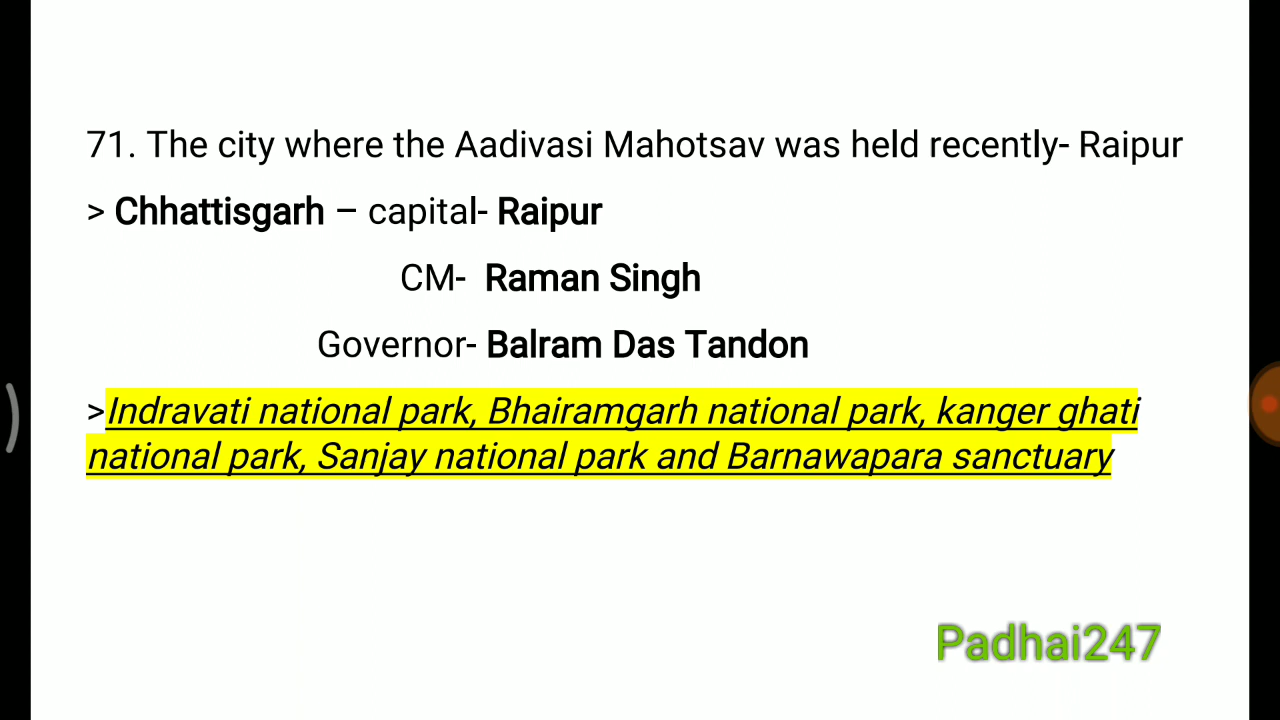 71. The city where the Aadivasi Mahotsav was held recently- Raipur
> Chhattisgarh – capital- Raipur
CM- Raman Singh
Governor- Balram Das Tandon
>Indravati national park, Bhairamgarh national park, kanger ghati
national park, Sanjay national park and Barnawapara sanctuary
Padhai247